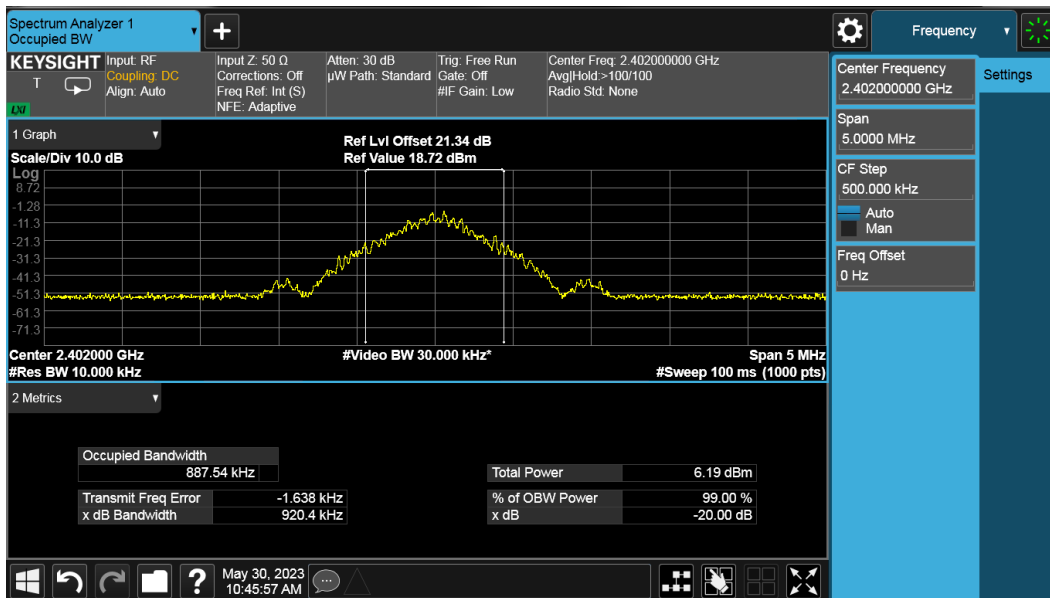 Spectrum Analyzer 1
Occupied BW
+
Frequency
KEYSIGHT
T
LXI
Input: RF
Coupling: DC
Align: Auto
Input Z: 50 Ω
Corrections: Off
Freq Ref: Int (S)
NFE: Adaptive
Atten: 30 dB
µW Path: Standard
Trig: Free Run
Gate: Off
#IF Gain: Low
Center Freq: 2.402000000 GHz
Avg|Hold:>100/100
Radio Std: None
Center Frequency
2.402000000 GHz
Settings
Span
5.0000 MHz
CF Step
500.000 kHz
Auto
Man
Freq Offset
0 Hz
1 Graph
Scale/Div 10.0 dB
Ref Lvl Offset 21.34 dB
Ref Value 18.72 dBm
Log
8.72
-1.28
-11.3
-21.3
-31.3
-41.3
-51.3
-61.3
-71.3
Center 2.402000 GHz
#Video BW 30.000 kHz*
Span 5 MHz
#Res BW 10.000 kHz
#Sweep 100 ms (1000 pts)
2 Metrics
Occupied Bandwidth
887.54 kHz
Total Power 6.19 dBm
Transmit Freq Error -1.638 kHz
% of OBW Power 99.00 %
x dB Bandwidth 920.4 kHz
x dB -20.00 dB
?
May 30, 2023
10:45:57 AM